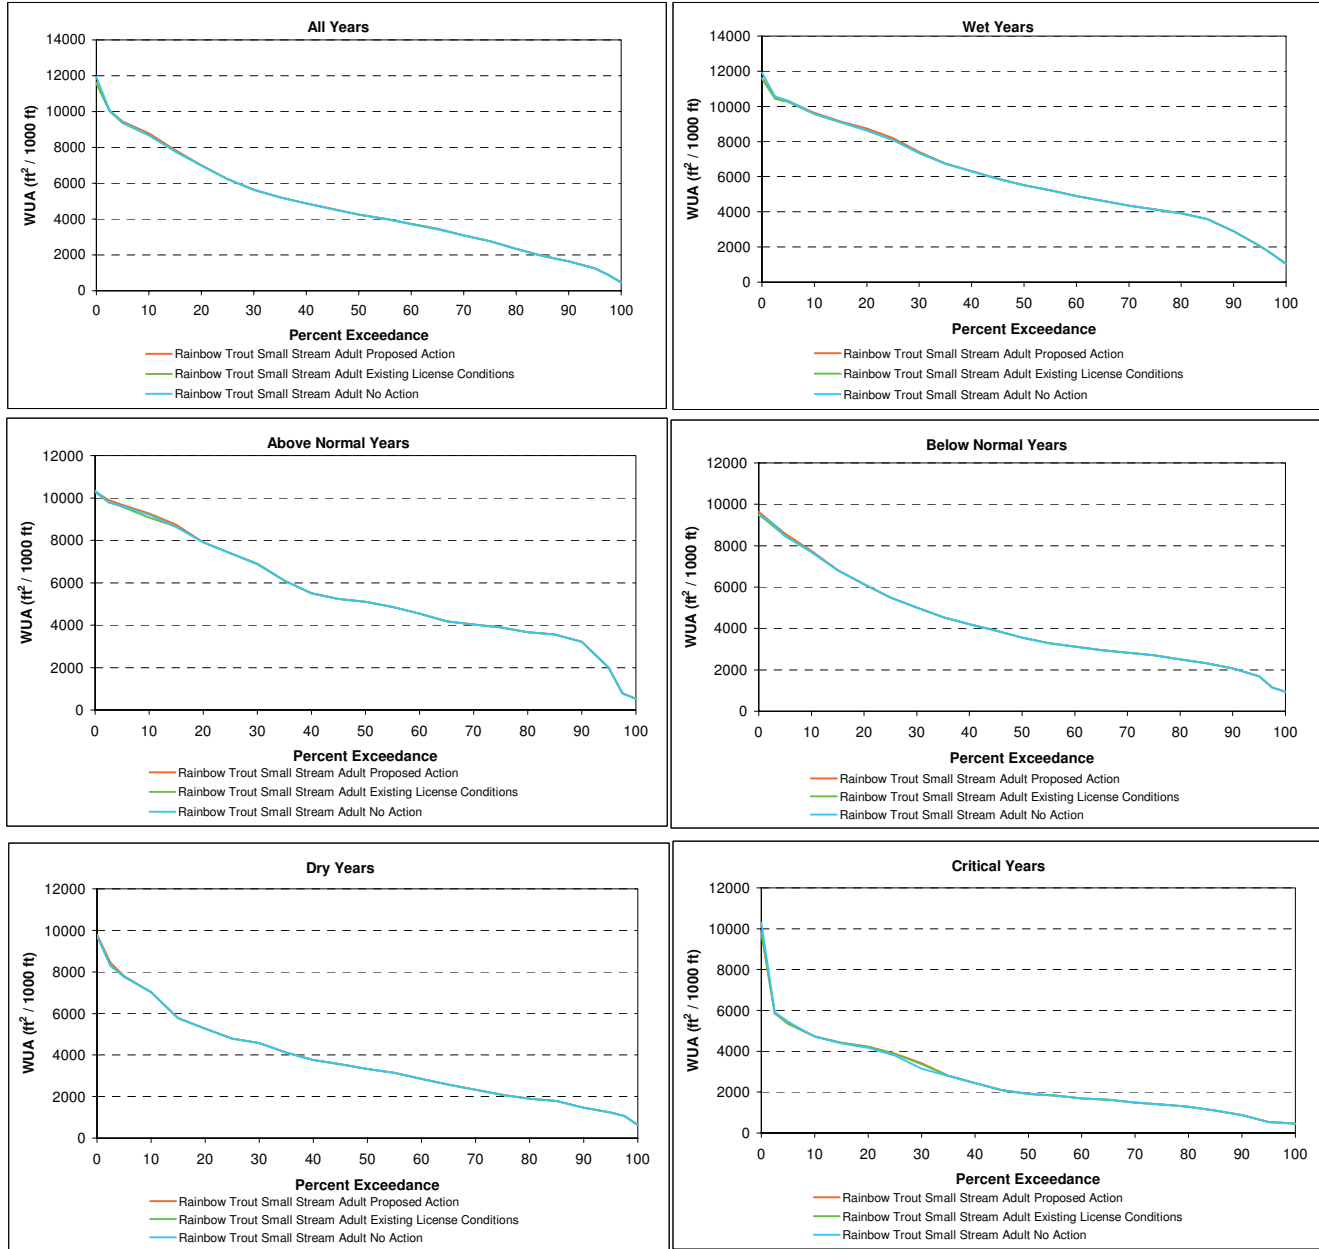 All Years
14000
12000
10000
8000
6000
4000
2000
0
WUA (ft² / 1000 ft)
0 10 20 30 40 50 60 70 80 90 100
Percent Exceedance
Rainbow Trout Small Stream Adult Proposed Action
Rainbow Trout Small Stream Adult Existing License Conditions
Rainbow Trout Small Stream Adult No Action
Wet Years
14000
12000
10000
8000
6000
4000
2000
0
WUA (ft² / 1000 ft)
0 10 20 30 40 50 60 70 80 90 100
Percent Exceedance
Rainbow Trout Small Stream Adult Proposed Action
Rainbow Trout Small Stream Adult Existing License Conditions
Rainbow Trout Small Stream Adult No Action
Above Normal Years
12000
10000
8000
6000
4000
2000
0
WUA (ft² / 1000 ft)
0 10 20 30 40 50 60 70 80 90 100
Percent Exceedance
Rainbow Trout Small Stream Adult Proposed Action
Rainbow Trout Small Stream Adult Existing License Conditions
Rainbow Trout Small Stream Adult No Action
Below Normal Years
12000
10000
8000
6000
4000
2000
0
WUA (ft² / 1000 ft)
0 10 20 30 40 50 60 70 80 90 100
Percent Exceedance
Rainbow Trout Small Stream Adult Proposed Action
Rainbow Trout Small Stream Adult Existing License Conditions
Rainbow Trout Small Stream Adult No Action
Dry Years
12000
10000
8000
6000
4000
2000
0
WUA (ft² / 1000 ft)
0 10 20 30 40 50 60 70 80 90 100
Percent Exceedance
Rainbow Trout Small Stream Adult Proposed Action
Rainbow Trout Small Stream Adult Existing License Conditions
Rainbow Trout Small Stream Adult No Action
Critical Years
12000
10000
8000
6000
4000
2000
0
WUA (ft² / 1000 ft)
0 10 20 30 40 50 60 70 80 90 100
Percent Exceedance
Rainbow Trout Small Stream Adult Proposed Action
Rainbow Trout Small Stream Adult Existing License Conditions
Rainbow Trout Small Stream Adult No Action